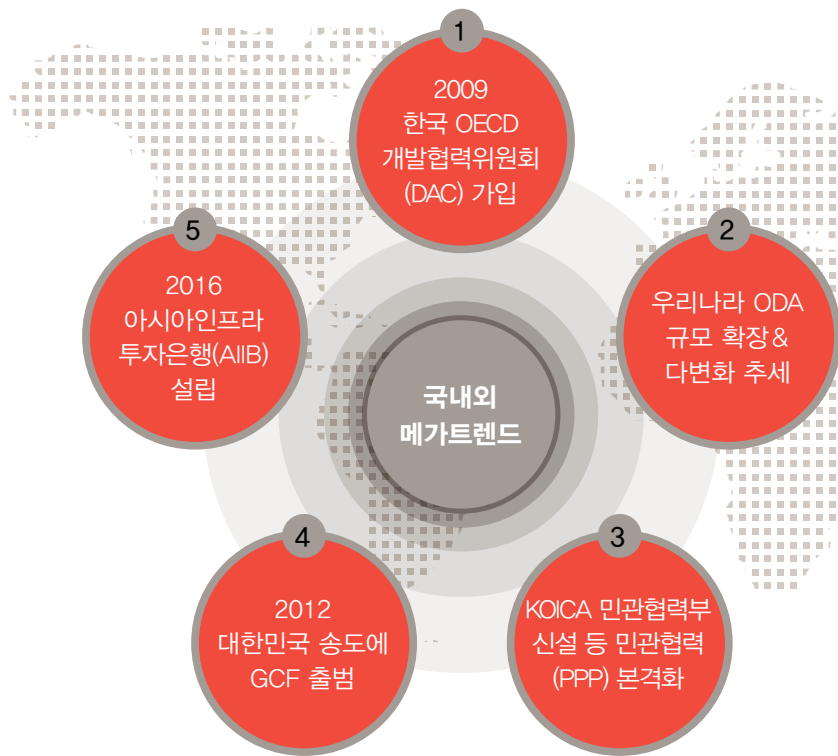 1
2009
한국 OECD
개발협력위원회
(DAC) 가입
2
우리나라 ODA
규모 확장&
다변화 추세
3
KOICA 민관협력부
신설 등 민관협력
(PPP) 본격화
4
2012
대한민국 송도에
GCF 출범
5
2016
아시아인프라
투자은행(AIIB)
설립
국내외
메가트렌드